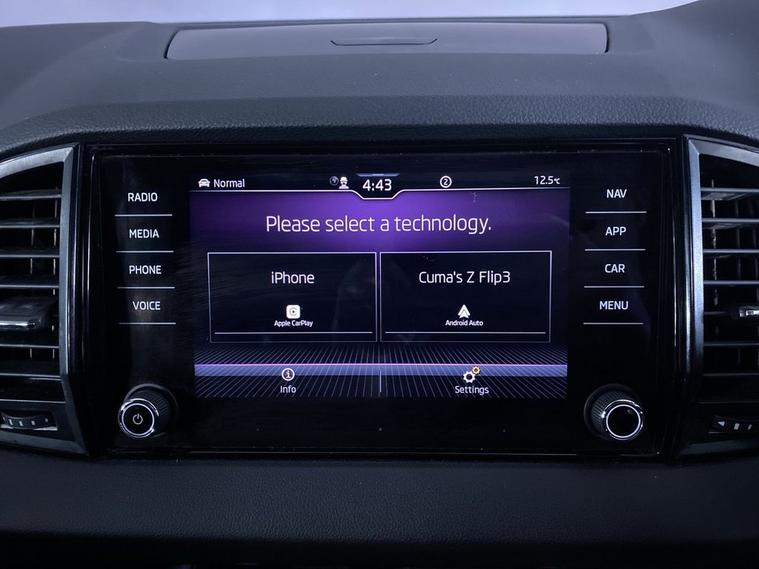 Normal
4:43
2
12.5°C
RADIO
MEDIA
PHONE
VOICE
Please select a technology.
iPhone
Apple CarPlay
Cuma's Z Flip3
Android Auto
Info
Settings
NAV
APP
CAR
MENU